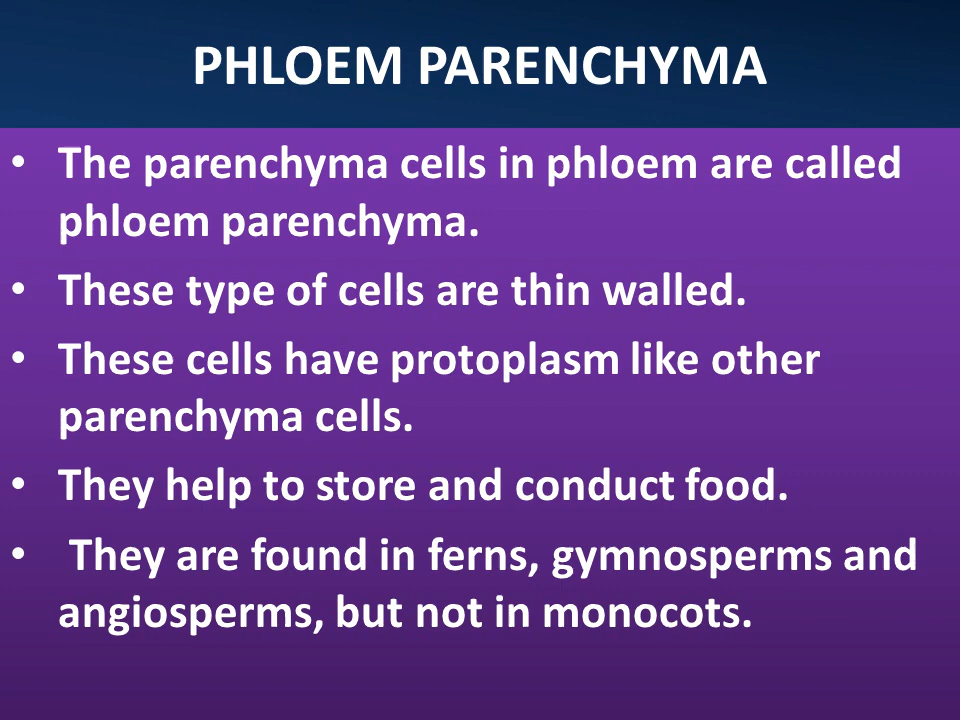 PHLOEM PARENCHYMA
• The parenchyma cells in phloem are called
phloem parenchyma.
• These type of cells are thin walled.
• These cells have protoplasm like other
parenchyma cells.
• They help to store and conduct food.
• They are found in ferns, gymnosperms and
angiosperms, but not in monocots.